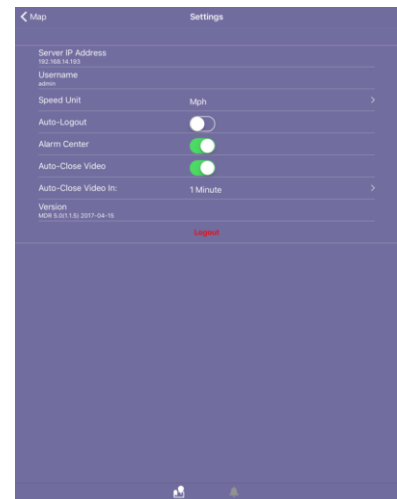 Map
Settings
Server IP Address
192.168.14.193
Username
admin
Speed Unit
Mph
Auto-Logout
Alarm Center
Auto-Close Video
Auto-Close Video In:
1 Minute
Version
MDR 5.0(1.1.5) 2017-04-15
Logout